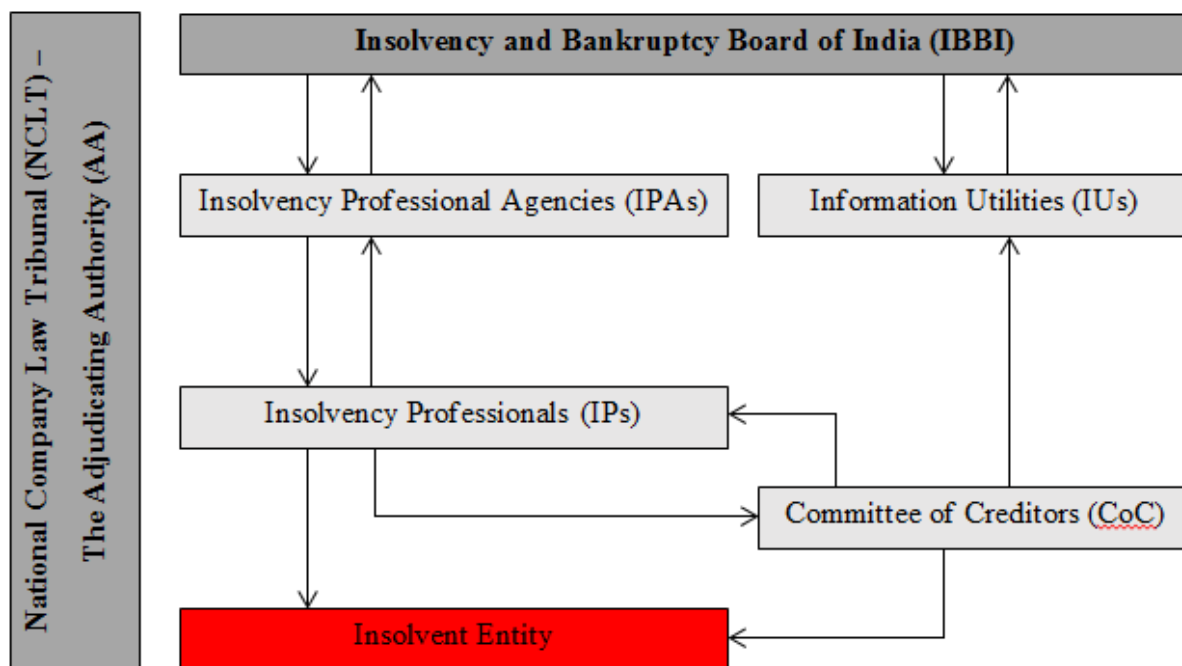 National Company Law Tribunal (NCLT) –
The Adjudicating Authority (AA)
Insolvency and Bankruptcy Board of India (IBBI)
Insolvency Professional Agencies (IPAs)
Information Utilities (IUs)
Insolvency Professionals (IPs)
Committee of Creditors (CoC)
Insolvent Entity